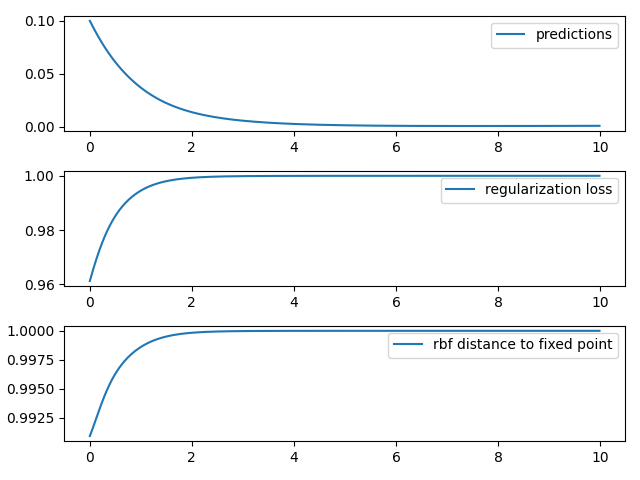 0.10
0.05
0.00
predictions
0 2 4 6 8 10
1.00
0.98
0.96
regularization loss
0 2 4 6 8 10
1.0000
0.9975
0.9950
0.9925
rbf distance to fixed point
0 2 4 6 8 10